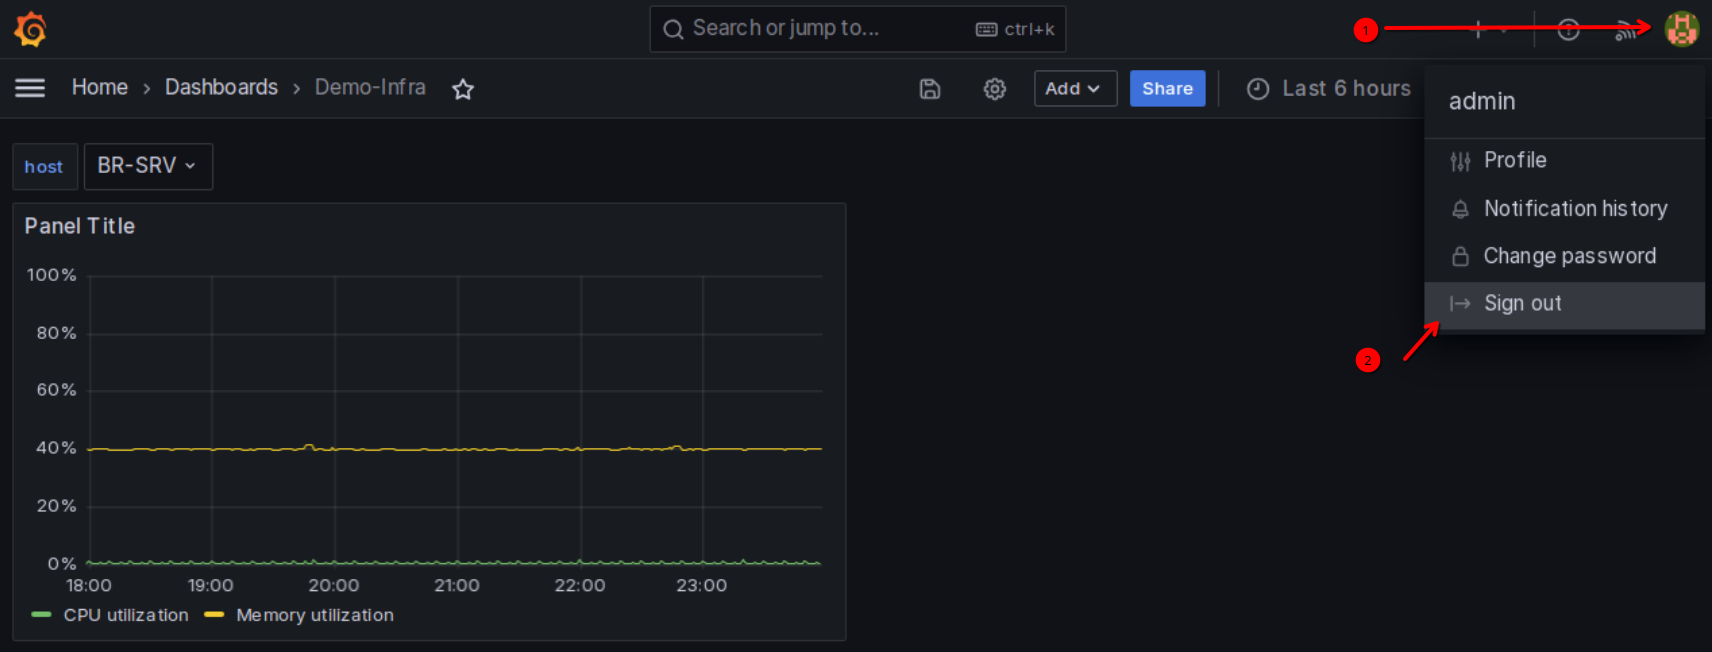 Search or jump to... ctrl+k
1
Home › Dashboards › Demo-Infra
Add
Share
Last 6 hours
admin
Profile
Notification history
Change password
Sign out
2
host
BR-SRV
Panel Title
100%
80%
60%
40%
20%
0%
18:00 19:00 20:00 21:00 22:00 23:00
CPU utilization Memory utilization